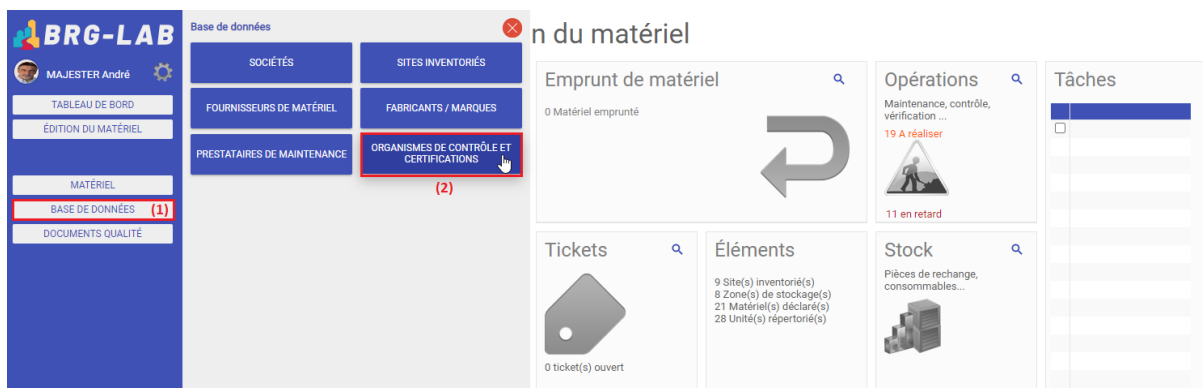 BRG-LAB
MAJESTER André
TABLEAU DE BORD
ÉDITION DU MATÉRIEL
MATÉRIEL
BASE DE DONNÉES (1)
DOCUMENTS QUALITÉ
Base de données
SOCIÉTÉS
SITES INVENTORIÉS
FOURNISSEURS DE MATÉRIEL
FABRICANTS / MARQUES
PRESTATAIRES DE MAINTENANCE
ORGANISMES DE CONTRÔLE ET
CERTIFICATIONS
(2)
n du matériel
Emprunt de matériel
0 Matériel emprunté
Opérations
Maintenance, contrôle,
vérification ...
19 A réaliser
11 en retard
Tâches
Tickets
0 ticket(s) ouvert
Éléments
9 Site(s) inventorié(s)
8 Zone(s) de stockage(s)
21 Matériel(s) déclaré(s)
28 Unité(s) répertorié(s)
Stock
Pièces de rechange,
consommables...